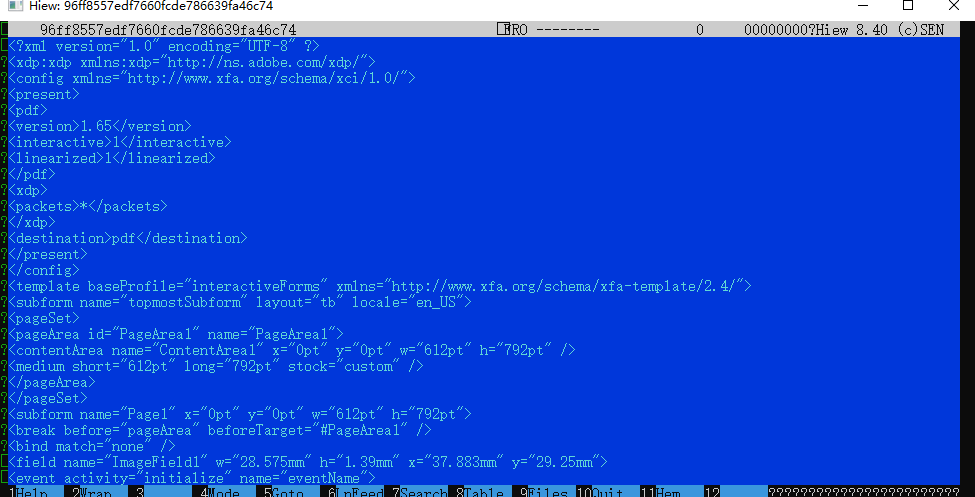 Hiew: 96ff8557edf7660fcde786639fa46c74
96ff8557edf7660fcde786639fa46c74 FRO -------- 0 00000000?Hiew 8.40 (c)SEN
<?xml version="1.0" encoding="UTF-8" ?>
?<xdp:xdp xmlns:xdp="http://ns.adobe.com/xdp/">
?<config xmlns="http://www.xfa.org/schema/xci/1.0/">
?<present>
?<pdf>
?<version>1.65</version>
?<interactive>1</interactive>
?<linearized>1</linearized>
?</pdf>
?<xdp>
?<packets>*</packets>
?</xdp>
?<destination>pdf</destination>
?</present>
?</config>
?<template baseProfile="interactiveForms" xmlns="http://www.xfa.org/schema/xfa-template/2.4/">
?<subform name="topmostSubform" layout="tb" locale="en_US">
?<pageSet>
?<pageArea id="PageArea1" name="PageArea1">
?<contentArea name="ContentArea1" x="0pt" y="0pt" w="612pt" h="792pt" />
?<medium short="612pt" long="792pt" stock="custom" />
?</pageArea>
?</pageSet>
?<subform name="Page1" x="0pt" y="0pt" w="612pt" h="792pt">
?<break before="pageArea" beforeTarget="#PageArea1" />
?<bind match="none" />
<field name="ImageField1" w="28.575mm" h="1.39mm" x="37.883mm" y="29.25mm">
<event activity="initialize" name="eventName">
1Help 2Wrap 3 4Mode 5Goto 6LnFeed 7Search 8Table 9Files 10Quit 11Hem 12 ????????????????????????